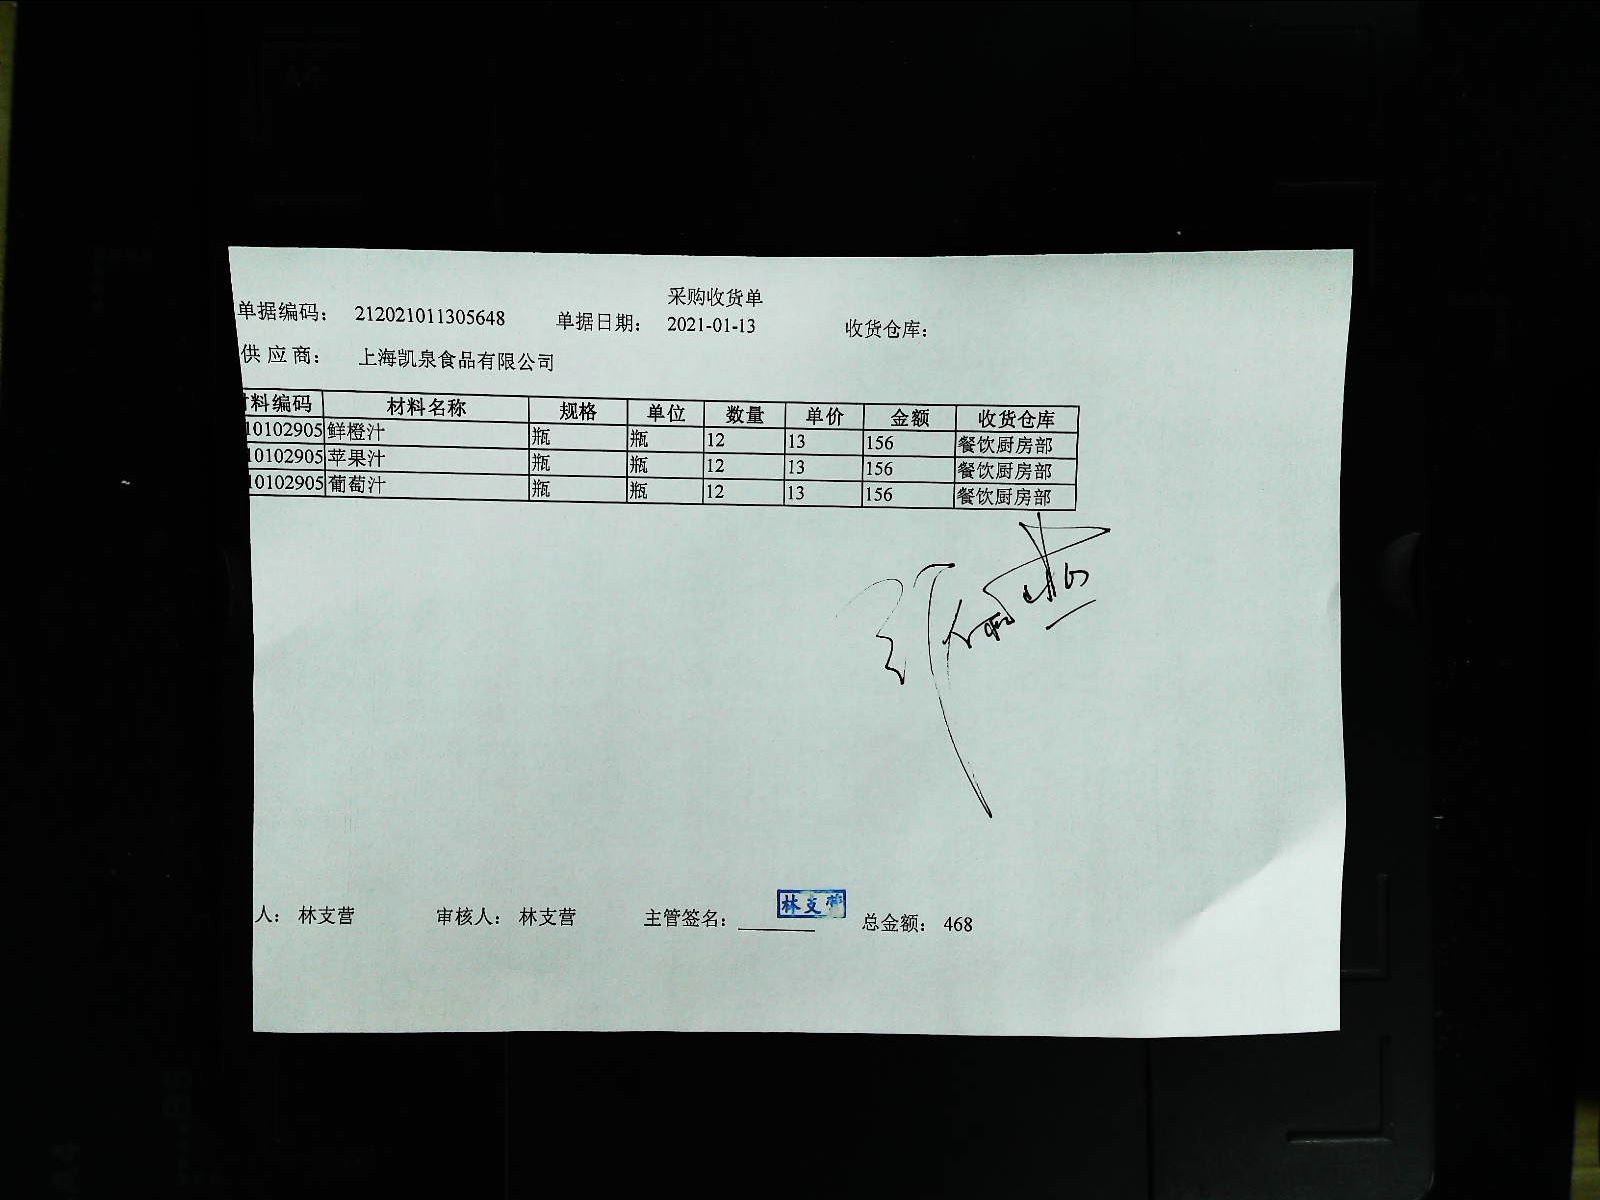 采购收货单
单据编码： 212021011305648 单据日期： 2021-01-13 收货仓库：
供 应 商： 上海凯泉食品有限公司
料编码 材料名称 规格 单位 数量 单价 金额 收货仓库
10102905 鲜橙汁 瓶 瓶 12 13 156 餐饮厨房部
10102905 苹果汁 瓶 瓶 12 13 156 餐饮厨房部
10102905 葡萄汁 瓶 瓶 12 13 156 餐饮厨房部
人： 林支营 审核人： 林支营 主管签名： 林支营 总金额： 468